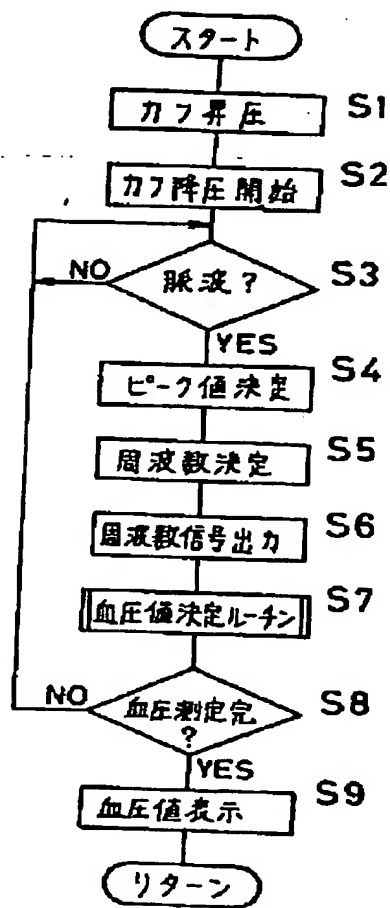 スタート
カフ昇圧 S1
カフ降圧開始 S2
脈波? S3
NO
YES
ピーク値決定 S4
周波数決定 S5
周波数信号出力 S6
血圧値決定ルーチン S7
NO
血圧測定完
? S8
YES
血圧値表示 S9
リターン